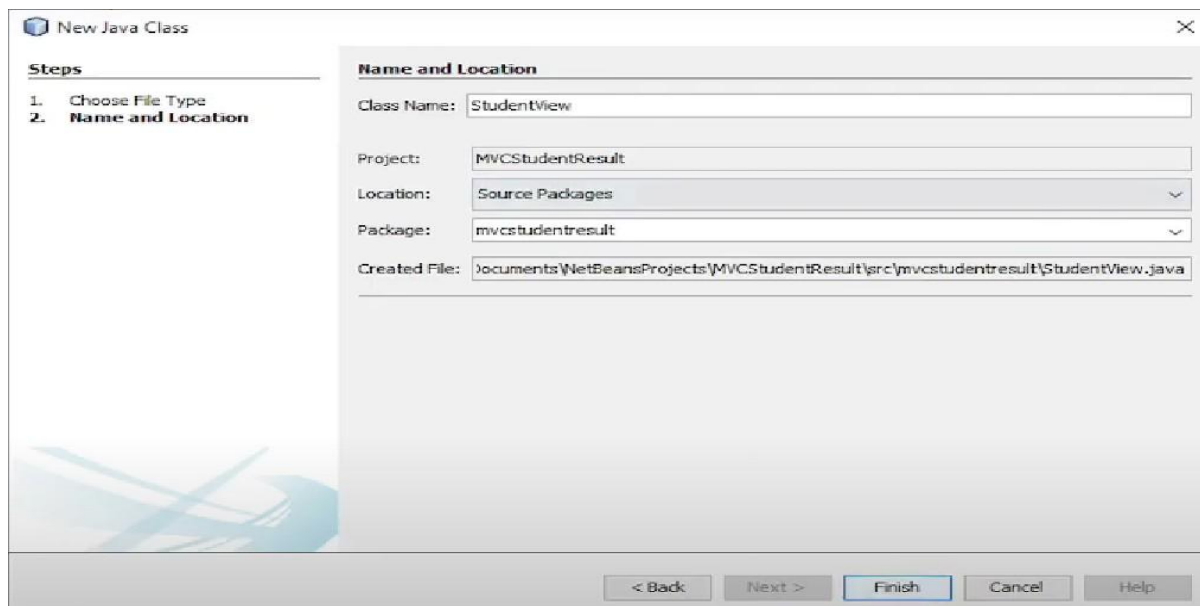 New Java Class
Steps
1. Choose File Type
2. Name and Location
Name and Location
Class Name: StudentView
Project: MVCStudentResult
Location: Source Packages
Package: mvcstudentresult
Created File: Documents\NetBeansProjects\MVCStudentResult\src\mvcstudentresult\StudentView.java
< Back Next > Finish Cancel Help